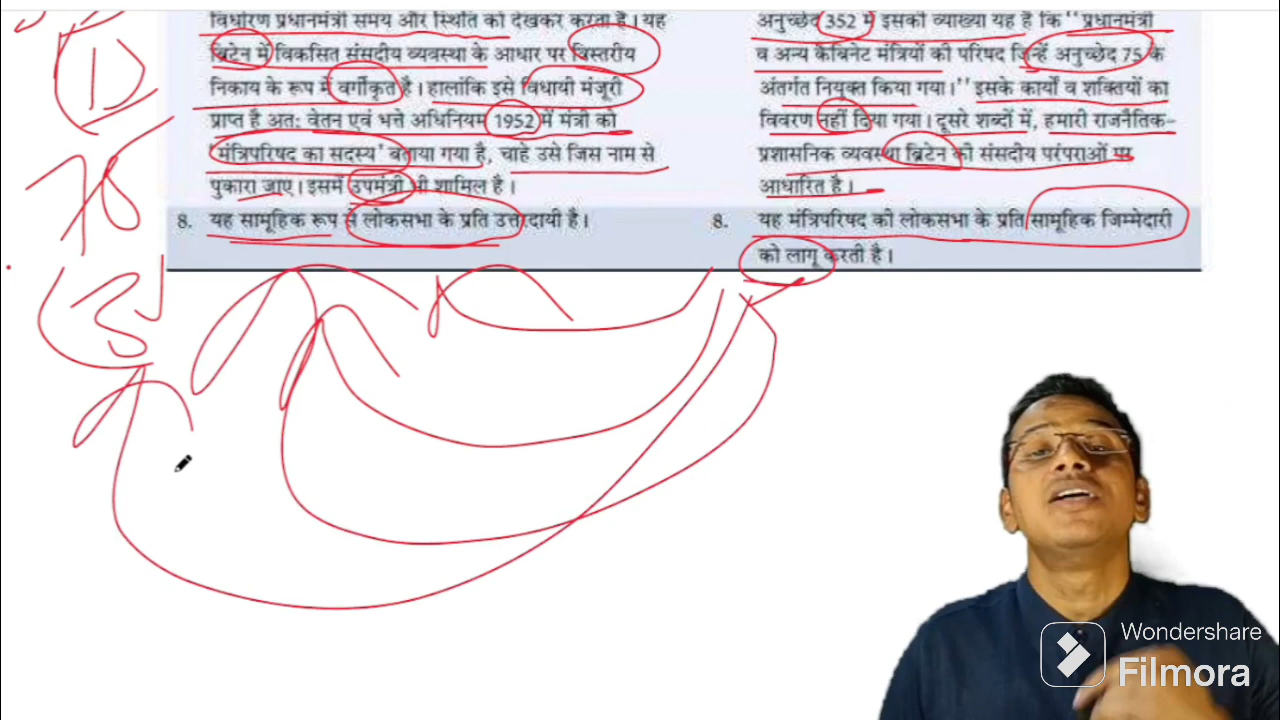 विर्धारण प्रधानमंत्री समय और स्थिति को देखकर करता है। यह
ब्रिटेन में विकसित संसदीय व्यवस्था के आधार पर द्विस्तरीय
निकाय के रूप में वर्गीकृत है। हालांकि इसे विधायी मंजूरी
प्राप्त है अतः वेतन एवं भत्ते अधिनियम 1952 में मंत्री को
'मंत्रिपरिषद का सदस्य' बताया गया है, चाहे उसे जिस नाम से
पुकारा जाए। इसमें उपमंत्री भी शामिल है।
8. यह सामूहिक रूप से लोकसभा के प्रति उत्तरदायी है।
अनुच्छेद 352 में इसकी व्याख्या यह है कि "प्रधानमंत्री
व अन्य कैबिनेट मंत्रियों की परिषद जिन्हें अनुच्छेद 75 के
अंतर्गत नियुक्त किया गया।" इसके कार्यों व शक्तियों का
विवरण नहीं दिया गया। दूसरे शब्दों में, हमारी राजनैतिक-
प्रशासनिक व्यवस्था ब्रिटेन की संसदीय परंपराओं पर
आधारित है।
8. यह मंत्रिपरिषद की लोकसभा के प्रति सामूहिक जिम्मेदारी
को लागू करती है।
Wondershare
Filmora